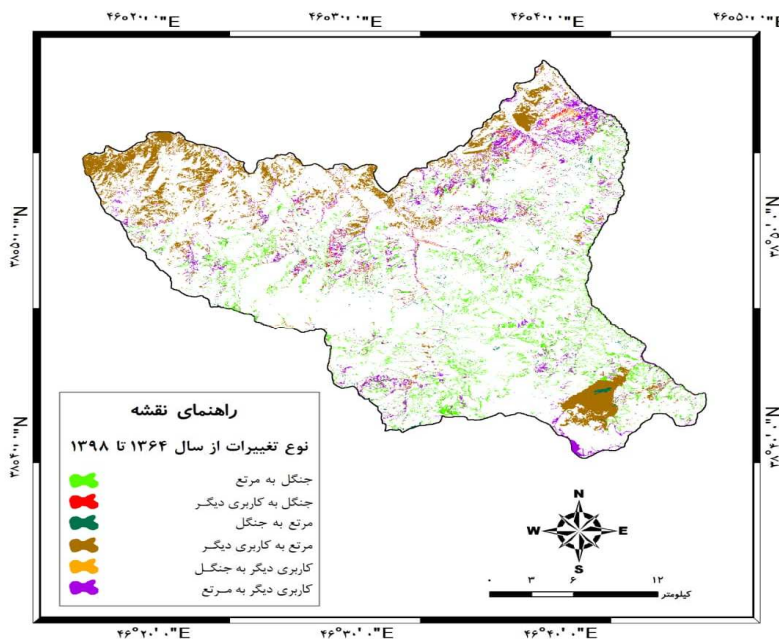 ۴۶°۲۰'۰"E ۴۶°۳۰'۰"E ۴۶°۴۰'۰"E ۴۶°۵۰'۰"E
۳۸°۵۰'۰"N ۳۸°۵۰'۰"N
راهنمای نقشه
نوع تغییرات از سال ۱۳۶۴ تا ۱۳۹۸
جنگل به مرتع
جنگل به کاربری دیگر
مرتع به جنگل
مرتع به کاربری دیگر
کاربری دیگر به جنگل
کاربری دیگر به مرتع
۳۸°۴۰'۰"N ۳۸°۴۰'۰"N
N
W E
S
۰ ۳ ۶ ۱۲
کیلومتر
۴۶°۲۰'۰"E ۴۶°۳۰'۰"E ۴۶°۴۰'۰"E